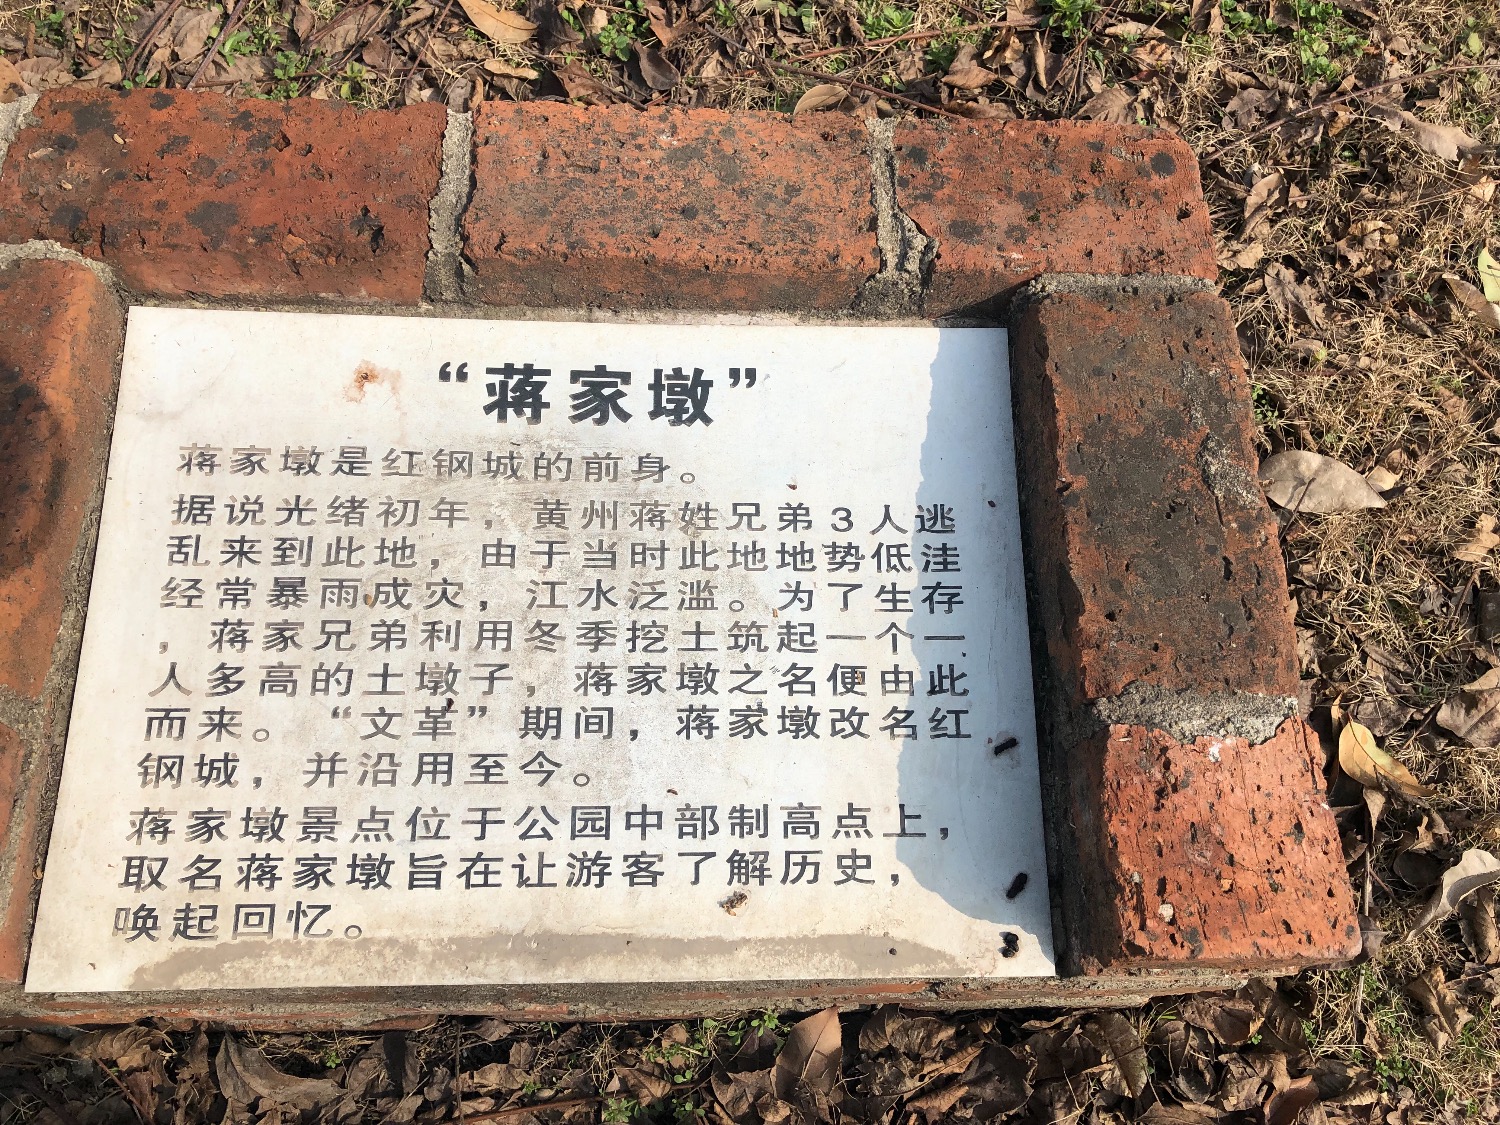 “蒋家墩”
蒋家墩是红钢城的前身。
据说光绪初年，黄州蒋姓兄弟3人逃
乱来到此地，由于当时此地地势低洼
经常暴雨成灾，江水泛滥。为了生存
，蒋家兄弟利用冬季挖土筑起一个一
人多高的土墩子，蒋家墩之名便由此
而来。“文革”期间，蒋家墩改名红
钢城，并沿用至今。
蒋家墩景点位于公园中部制高点上，
取名蒋家墩旨在让游客了解历史，
唤起回忆。